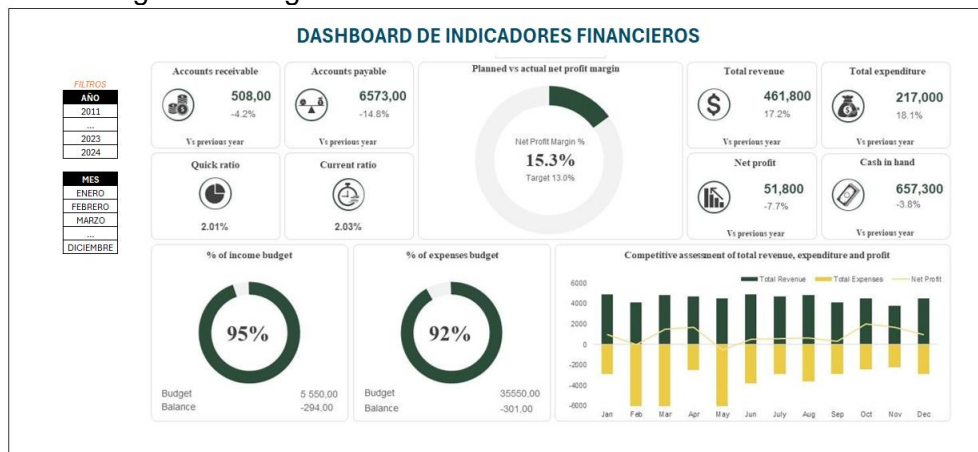 DASHBOARD DE INDICADORES FINANCIEROS
FILTROS
AÑO
2011
...
2023
2024
MES
ENERO
FEBRERO
MARZO
...
DICIEMBRE
Accounts receivable
508,00
-4.2%
Vs previous year
Accounts payable
6573,00
-14.8%
Vs previous year
Planned vs actual net profit margin
Net Profit Margin %
15.3%
Target 13.0%
Total revenue
461,800
17.2%
Vs previous year
Total expenditure
217,000
18.1%
Vs previous year
Quick ratio
2.01%
Current ratio
2.03%
Net profit
51,800
-7.7%
Vs previous year
Cash in hand
657,300
-3.8%
Vs previous year
% of income budget
95%
Budget 5 550,00
Balance -294,00
% of expenses budget
92%
Budget 35550,00
Balance -301,00
Competitive assessment of total revenue, expenditure and profit
Total Revenue Total Expenses Net Profit
6000
4000
2000
0
-2000
-4000
-6000
Jan Feb Mar Apr May Jun July Aug Sep Oct Nov Dec